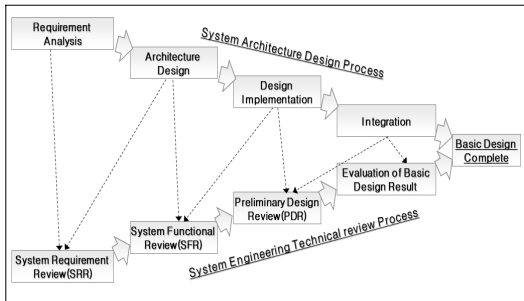 Requirement
Analysis
System Architecture Design Process
Architecture
Design
Design
Implementation
Integration
Basic Design
Complete
Evaluation of Basic
Design Result
Preliminary Design
Review(PDR)
System Functional
Review(SFR)
System Requirement
Review(SRR)
System Engineering Technical review Process